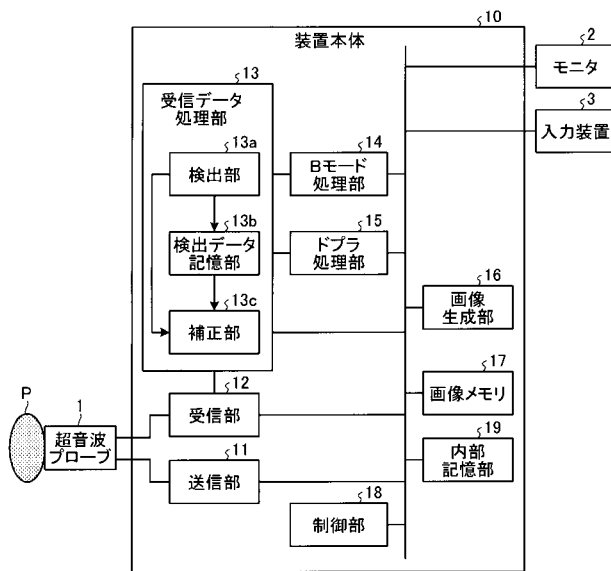 10
装置本体
2
モニタ
3
入力装置
13
受信データ
処理部
13a
検出部
13b
検出データ
記憶部
13c
補正部
14
Bモード
処理部
15
ドプラ
処理部
16
画像
生成部
17
画像メモリ
P
1
超音波
プローブ
12
受信部
11
送信部
19
内部
記憶部
18
制御部